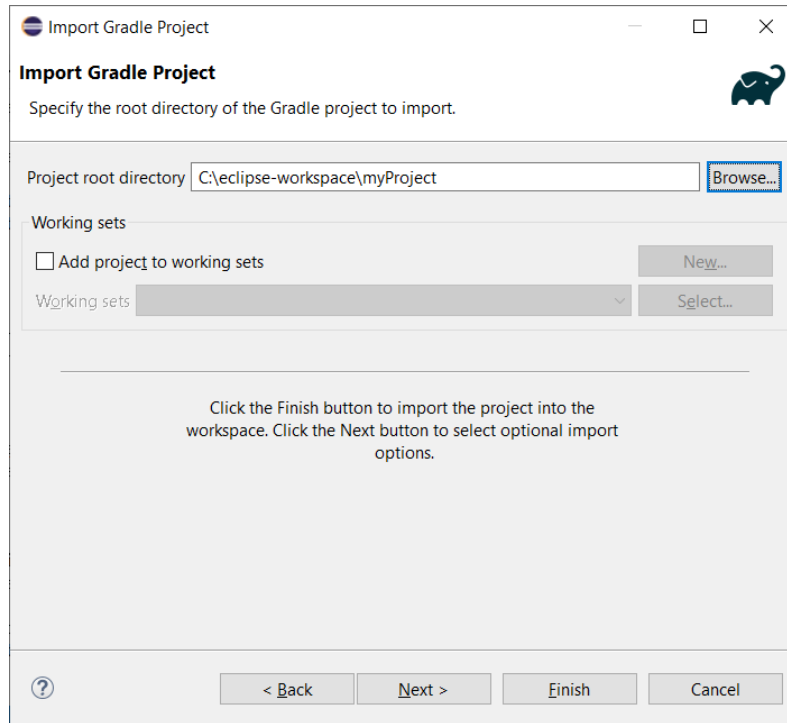 Import Gradle Project
Import Gradle Project
Specify the root directory of the Gradle project to import.
Project root directory C:\eclipse-workspace\myProject Browse...
Working sets
Add project to working sets New...
Working sets Select...
Click the Finish button to import the project into the
workspace. Click the Next button to select optional import
options.
? < Back Next > Finish Cancel